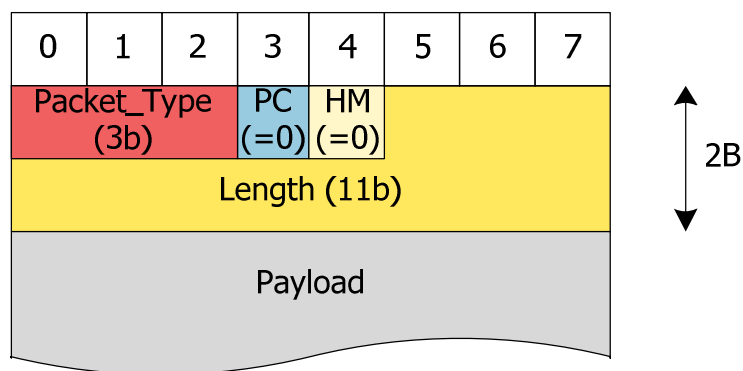 0 1 2 3 4 5 6 7
Packet_Type PC HM
(3b) (=0) (=0)
2B
Length (11b)
Payload